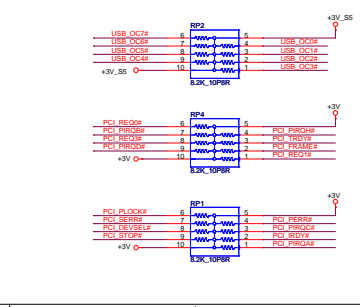 +3V_S5
RP2
USB_OC7# 6 5
USB_OC6# 7 4 USB_OC0#
USB_OC5# 8 3 USB_OC1#
USB_OC4# 9 2 USB_OC2#
+3V_S5 10 1 USB_OC3#
8.2K_10P8R
+3V
RP4
PCI_REQ0# 6 5
PCI_PIRQB# 7 4 PCI_PIRQH#
PCI_REQ3# 8 3 PCI_TRDY#
PCI_PIRQD# 9 2 PCI_FRAME#
+3V 10 1 PCI_REQ1#
8.2K_10P8R
+3V
RP1
PCI_PLOCK# 6 5
PCI_SERR# 7 4 PCI_PERR#
PCI_DEVSEL# 8 3 PCI_PIRQC#
PCI_STOP# 9 2 PCI_IRDY#
+3V 10 1 PCI_PIRQA#
8.2K_10P8R